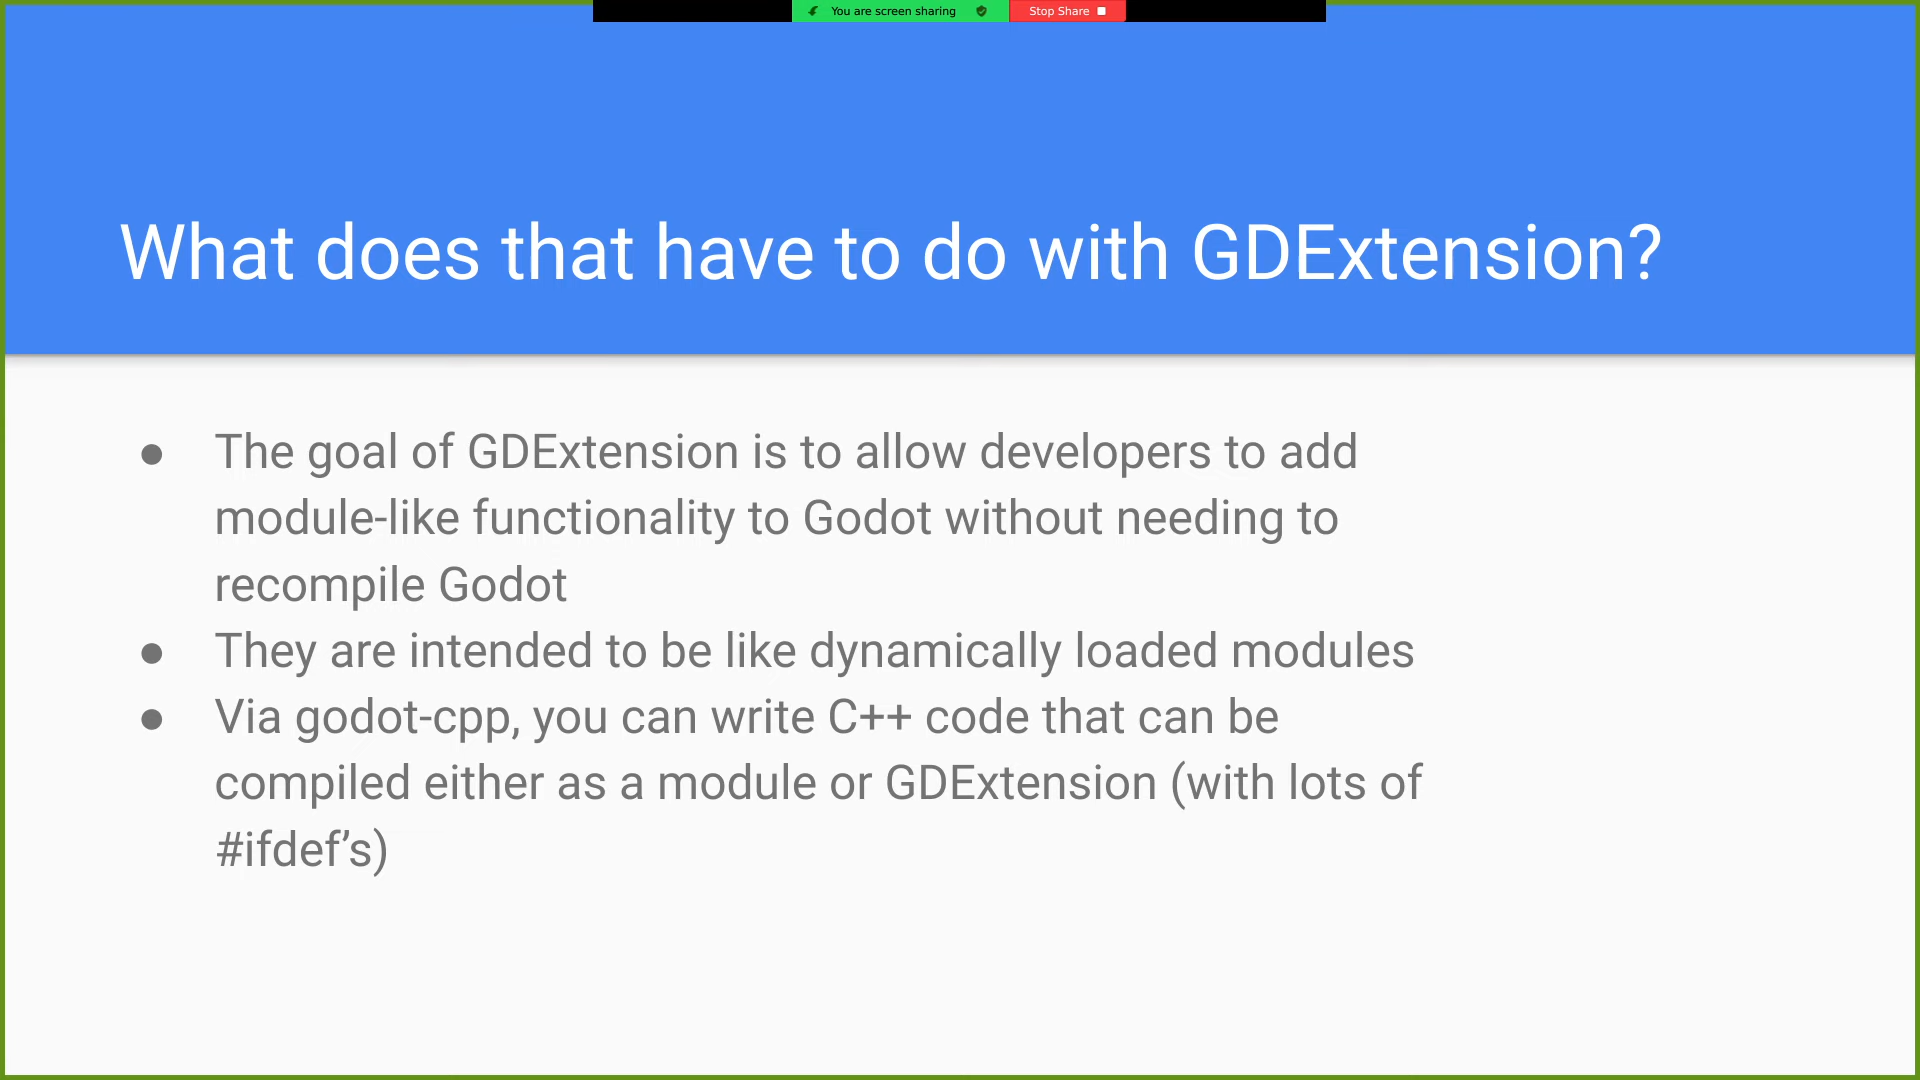 You are screen sharing
Stop Share
What does that have to do with GDExtension?
● The goal of GDExtension is to allow developers to add
module-like functionality to Godot without needing to
recompile Godot
● They are intended to be like dynamically loaded modules
● Via godot-cpp, you can write C++ code that can be
compiled either as a module or GDExtension (with lots of
#ifdef’s)